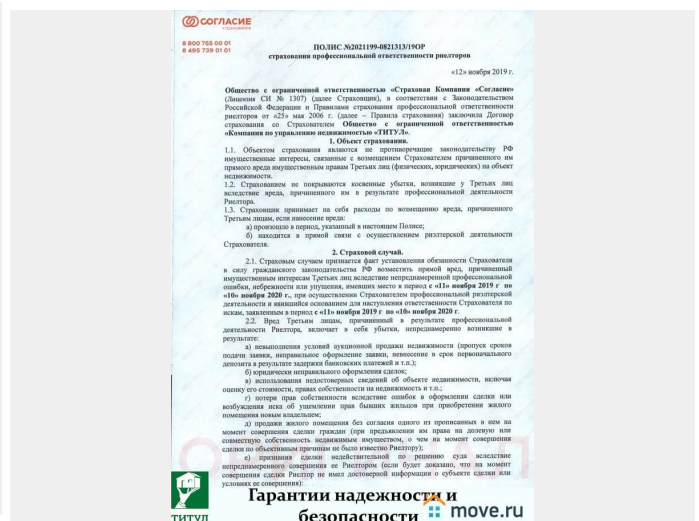 СОГЛАСИЕ
страхование
8 800 755 00 01
8 495 739 01 01
ПОЛИС №2021199-0821313/19ОР
страхования профессиональной ответственности риелторов
«12» ноября 2019 г.
Общество с ограниченной ответственностью «Страховая Компания «Согласие»
(Лицензия СИ № 1307) (далее Страховщик), в соответствии с Законодательством
Российской Федерации и Правилами страхования профессиональной ответственности
риелторов от «25» мая 2006 г. (далее – Правила страхования) заключила Договор
страхования со Страхователем Общество с ограниченной ответственностью
«Компания по управлению недвижимостью «ТИТУЛ».
1. Объект страхования.
1.1. Объектом страхования являются не противоречащие законодательству РФ
имущественные интересы, связанные с возмещением Страхователем причиненного им
прямого вреда имущественным правам Третьих лиц (физических, юридических) на объект
недвижимости.
1.2. Страхованием не покрываются косвенные убытки, возникшие у Третьих лиц
вследствие вреда, причиненного им в результате профессиональной деятельности
Риелтора.
1.3. Страховщик принимает на себя расходы по возмещению вреда, причиненного
Третьим лицам, если нанесение вреда:
а) произошло в период, указанный в настоящем Полисе;
б) находится в прямой связи с осуществлением риэлтерской деятельности
Страхователя.
2. Страховой случай.
2.1. Страховым случаем признается факт установления обязанности Страхователя
в силу гражданского законодательства РФ возместить прямой вред, причиненный
имущественным интересам Третьих лиц вследствие непреднамеренной профессиональной
ошибки, небрежности или упущения, имевших место в период с «11» ноября 2019 г по
«10» ноября 2020 г., при осуществлении Страхователем профессиональной риэлтерской
деятельности и явившийся основанием для наступления ответственности Страхователя по
искам, заявленным в период с «11» ноября 2019 г по «10» ноября 2020 г.
2.2. Вред Третьим лицам, причиненный в результате профессиональной
деятельности Риелтора, включает в себя убытки, непреднамеренно возникшие в
результате:
а) невыполнения условий аукционной продажи недвижимости (пропуск сроков
подачи заявки, неправильное оформление заявки, невнесение в срок первоначального
депозита в результате задержки банковских платежей и т.п.);
б) юридически неправильного оформления сделок;
в) использования недостоверных сведений об объекте недвижимости, включая
оценку его стоимости, правах собственности на недвижимость и т.п.;
г) потери прав собственности вследствие ошибок в оформлении сделки или
возбуждения иска об ущемлении прав бывших жильцов при приобретении жилого
помещения новым владельцем;
д) продажи жилого помещения без согласия одного из прописанных в нем на
момент совершения сделки граждан (при предъявлении им права на долевую или
совместную собственность недвижимым имуществом, о чем на момент совершения
сделки по объективным причинам не было известно Риелтору);
е) признания сделки недействительной по решению суда вследствие
непреднамеренного совершения ее Риелтором (если будет доказано, что на момент
совершения сделки Риелтор не имел достоверной информации о субъекте сделки или
условиях ее совершения);
Гарантии надежности и
безопасности
ТИТУЛ
move.ru